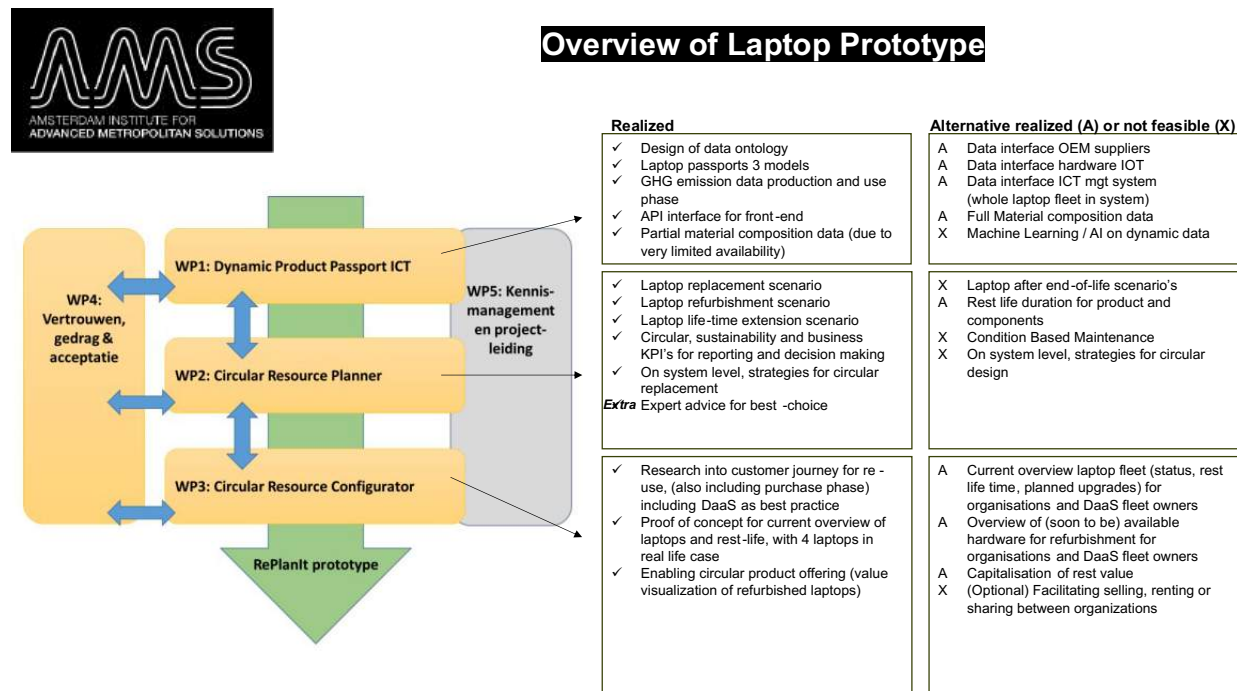 AMS
AMSTERDAM INSTITUTE FOR
ADVANCED METROPOLITAN SOLUTIONS
Overview of Laptop Prototype
WP4:
Vertrouwen,
gedrag &
acceptatie
WP1: Dynamic Product Passport ICT
WP2: Circular Resource Planner
WP3: Circular Resource Configurator
WP5: Kennis-
management
en project-
leiding
RePlanIt prototype
Realized
✓ Design of data ontology
✓ Laptop passports 3 models
✓ GHG emission data production and use
phase
✓ API interface for front-end
✓ Partial material composition data (due to
very limited availability)
Alternative realized (A) or not feasible (X)
A Data interface OEM suppliers
A Data interface hardware IOT
A Data interface ICT mgt system
(whole laptop fleet in system)
A Full Material composition data
X Machine Learning / AI on dynamic data
✓ Laptop replacement scenario
✓ Laptop refurbishment scenario
✓ Laptop life-time extension scenario
✓ Circular, sustainability and business
KPI's for reporting and decision making
✓ On system level, strategies for circular
replacement
Extra Expert advice for best -choice
X Laptop after end-of-life scenario's
A Rest life duration for product and
components
X Condition Based Maintenance
X On system level, strategies for circular
design
✓ Research into customer journey for re -
use, (also including purchase phase)
including DaaS as best practice
✓ Proof of concept for current overview of
laptops and rest-life, with 4 laptops in
real life case
✓ Enabling circular product offering (value
visualization of refurbished laptops)
A Current overview laptop fleet (status, rest
life time, planned upgrades) for
organisations and DaaS fleet owners
A Overview of (soon to be) available
hardware for refurbishment for
organisations and DaaS fleet owners
A Capitalisation of rest value
X (Optional) Facilitating selling, renting or
sharing between organizations